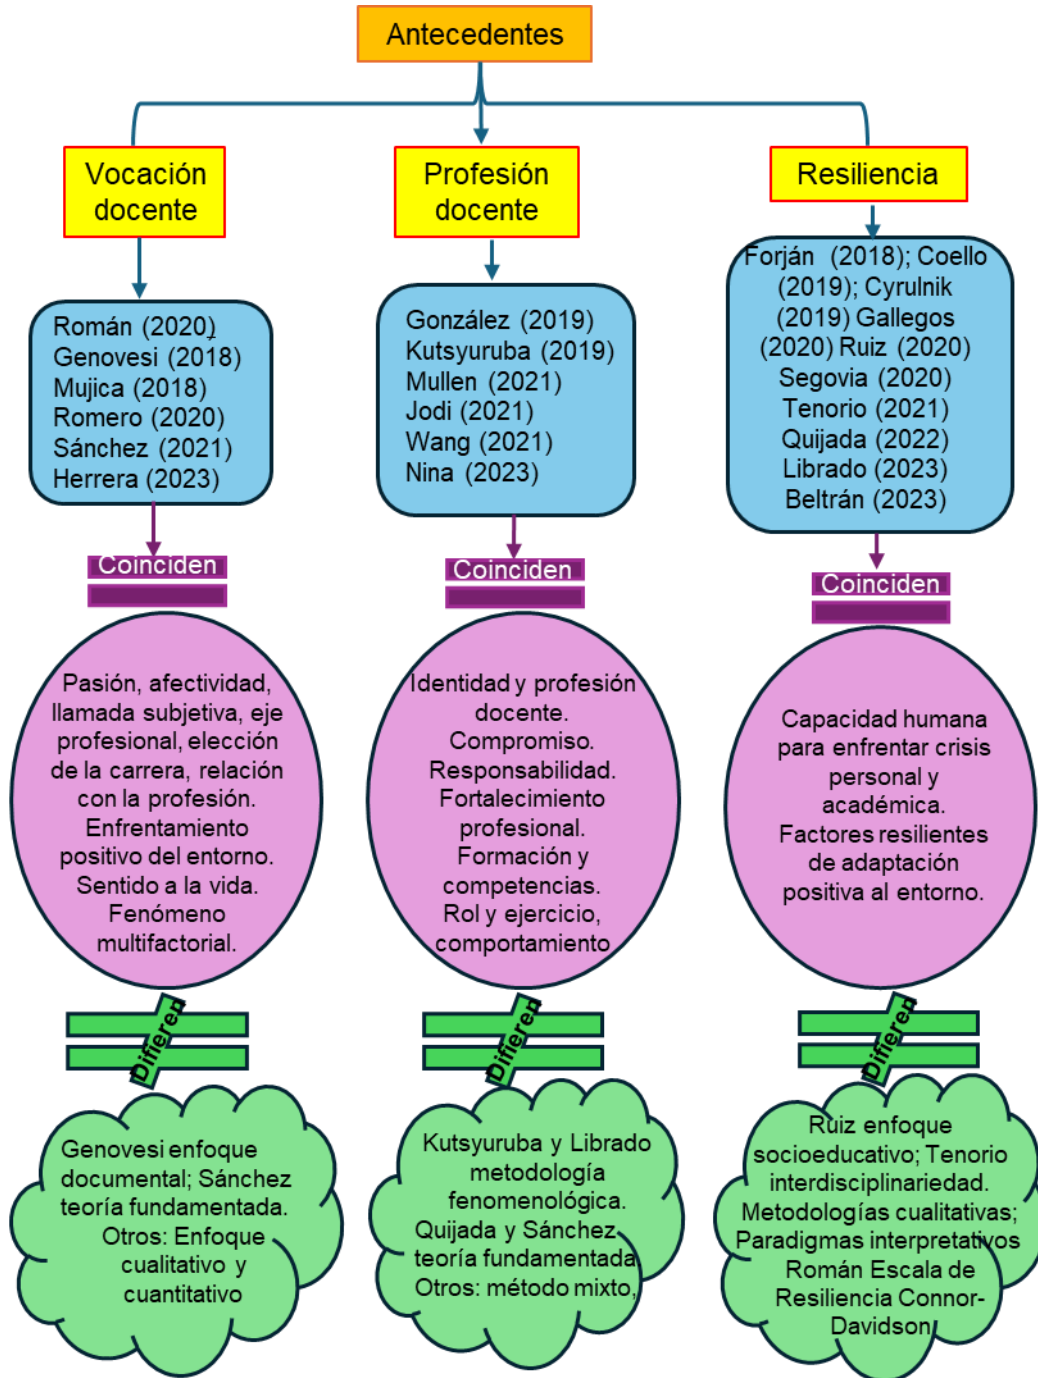 Antecedentes
Vocación
docente
Profesión
docente
Resiliencia
Román (2020)
Genovesi (2018)
Mujica (2018)
Romero (2020)
Sánchez (2021)
Herrera (2023)
González (2019)
Kutsyuruba (2019)
Mullen (2021)
Jodi (2021)
Wang (2021)
Nina (2023)
Forján (2018); Coello
(2019); Cyrulnik
(2019) Gallegos
(2020) Ruiz (2020)
Segovia (2020)
Tenorio (2021)
Quijada (2022)
Librado (2023)
Beltrán (2023)
Coinciden
Coinciden
Coinciden
Pasión, afectividad,
llamada subjetiva, eje
profesional, elección
de la carrera, relación
con la profesión.
Enfrentamiento
positivo del entorno.
Sentido a la vida.
Fenómeno
multifactorial.
Identidad y profesión
docente.
Compromiso.
Responsabilidad.
Fortalecimiento
profesional.
Formación y
competencias.
Rol y ejercicio,
comportamiento
Capacidad humana
para enfrentar crisis
personal y
académica.
Factores resilientes
de adaptación
positiva al entorno.
Difieren
Difieren
Difieren
Genovesi enfoque
documental; Sánchez
teoría fundamentada.
Otros: Enfoque
cualitativo y
cuantitativo
Kutsyuruba y Librado
metodología
fenomenológica.
Quijada y Sánchez
teoría fundamentada
Otros: método mixto,
Ruiz enfoque
socioeducativo; Tenorio
interdisciplinariedad.
Metodologías cualitativas;
Paradigmas interpretativos
Román Escala de
Resiliencia Connor-
Davidson